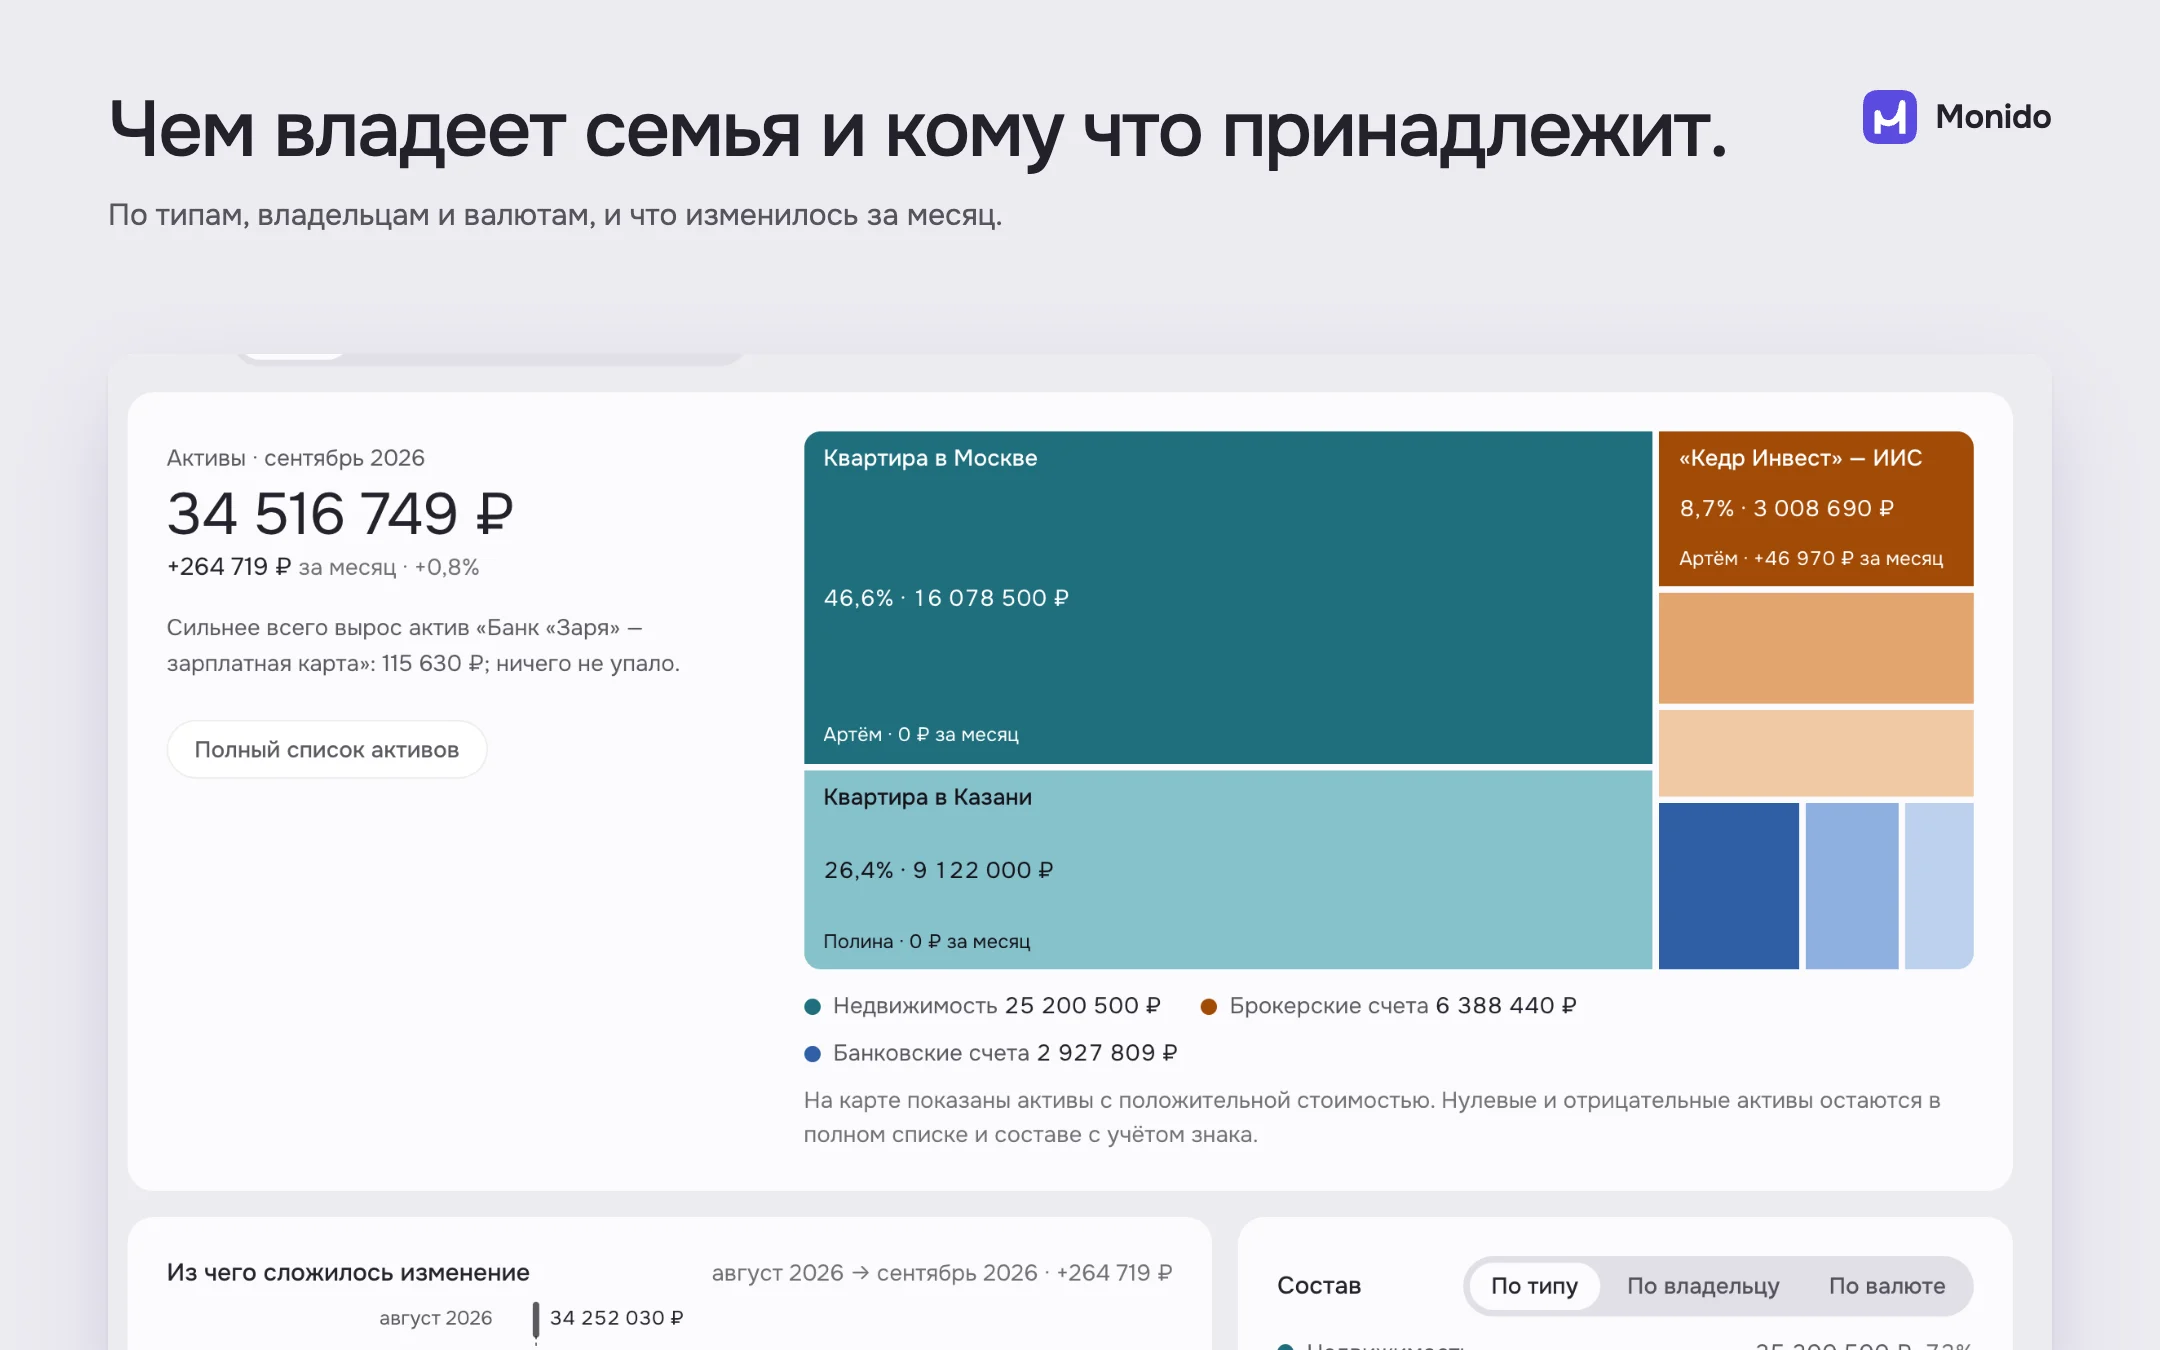 Чем владеет семья и кому что принадлежит.
Monido
По типам, владельцам и валютам, и что изменилось за месяц.
Активы · сентябрь 2026
34 516 749 ₽
+264 719 ₽ за месяц · +0,8%
Сильнее всего вырос актив «Банк «Заря» —
зарплатная карта»: 115 630 ₽; ничего не упало.
Полный список активов
Квартира в Москве
46,6% · 16 078 500 ₽
Артём · 0 ₽ за месяц
Квартира в Казани
26,4% · 9 122 000 ₽
Полина · 0 ₽ за месяц
«Кедр Инвест» — ИИС
8,7% · 3 008 690 ₽
Артём · +46 970 ₽ за месяц
Недвижимость 25 200 500 ₽
Брокерские счета 6 388 440 ₽
Банковские счета 2 927 809 ₽
На карте показаны активы с положительной стоимостью. Нулевые и отрицательные активы остаются в
полном списке и составе с учётом знака.
Из чего сложилось изменение
август 2026 → сентябрь 2026 · +264 719 ₽
август 2026
34 252 030 ₽
Состав
По типу
По владельцу
По валюте
Недвижимость
25 200 500 ₽ 73%